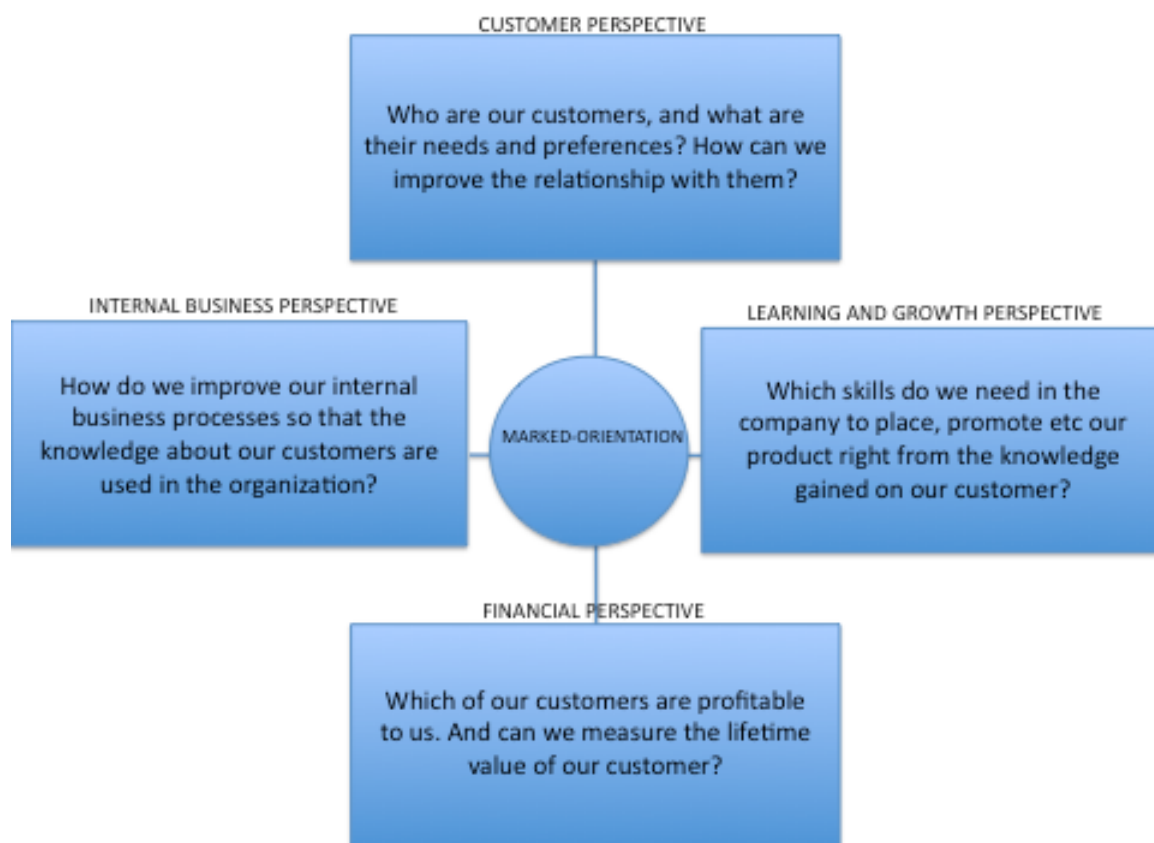 CUSTOMER PERSPECTIVE
Who are our customers, and what are
their needs and preferences? How can we
improve the relationship with them?
INTERNAL BUSINESS PERSPECTIVE
How do we improve our internal
business processes so that the
knowledge about our customers are
used in the organization?
MARKED-ORIENTATION
LEARNING AND GROWTH PERSPECTIVE
Which skills do we need in the
company to place, promote etc our
product right from the knowledge
gained on our customer?
FINANCIAL PERSPECTIVE
Which of our customers are profitable
to us. And can we measure the lifetime
value of our customer?